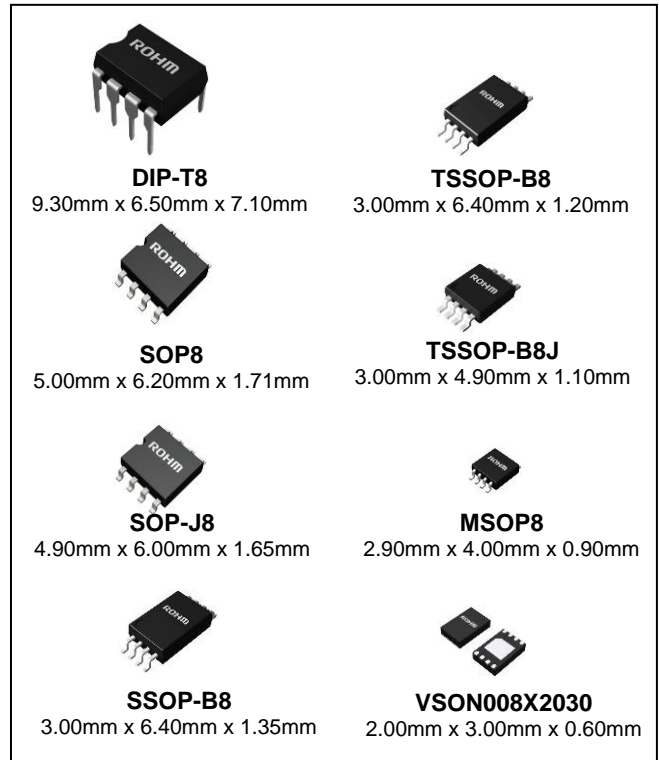 ROHM
DIP-T8
9.30mm x 6.50mm x 7.10mm
ROHM
TSSOP-B8
3.00mm x 6.40mm x 1.20mm
ROHM
SOP8
5.00mm x 6.20mm x 1.71mm
ROHM
TSSOP-B8J
3.00mm x 4.90mm x 1.10mm
ROHM
SOP-J8
4.90mm x 6.00mm x 1.65mm
ROHM
MSOP8
2.90mm x 4.00mm x 0.90mm
ROHM
SSOP-B8
3.00mm x 6.40mm x 1.35mm
ROHM
VSON008X2030
2.00mm x 3.00mm x 0.60mm